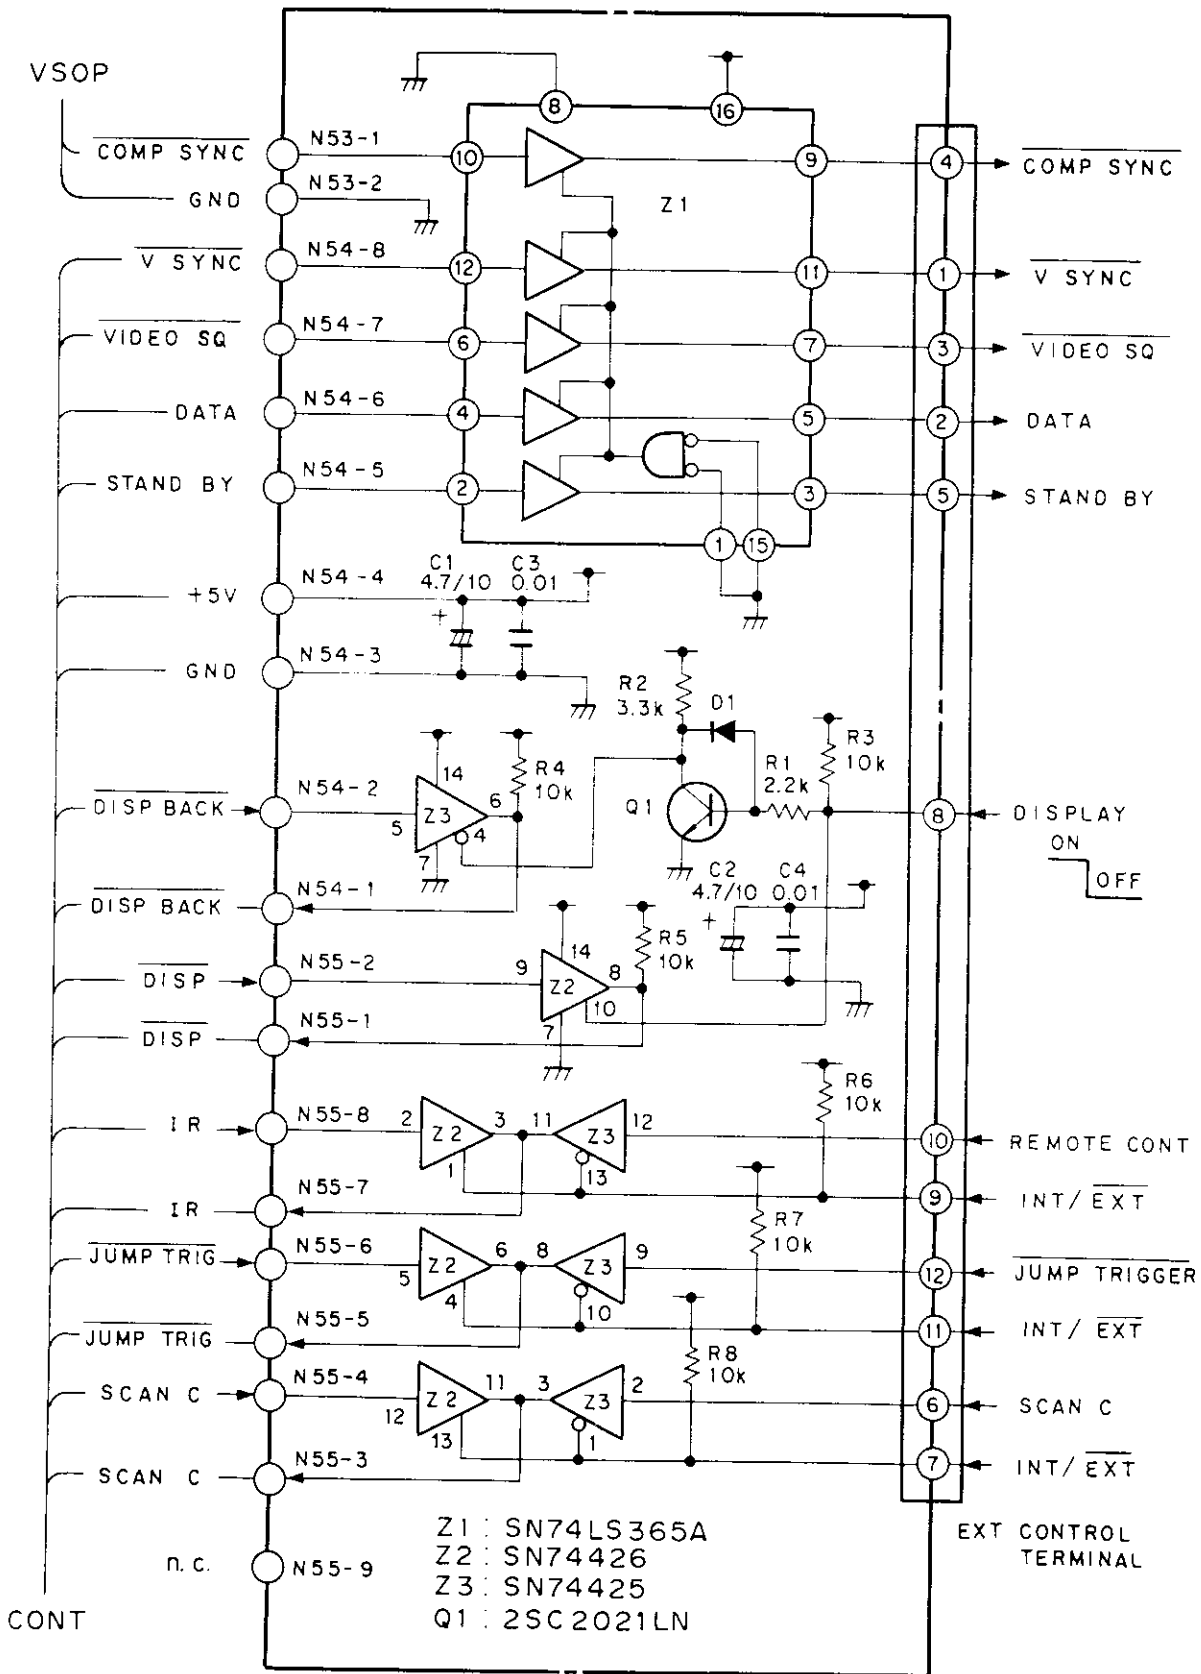 VSOP
COMP SYNC N53-1 10 9 4 COMP SYNC
8 16
GND N53-2 Z1
V SYNC N54-8 12 11 1 V SYNC
VIDEO SQ N54-7 6 7 3 VIDEO SQ
DATA N54-6 4 5 2 DATA
STAND BY N54-5 2 3 5 STAND BY
1 15
C1 C3
+5V N54-4 4.7/10 0.01
+
GND N54-3
R2 3.3k D1
R3 10k
R1 2.2k
14 R4 10k
DISP BACK N54-2 5 Z3 6 4 7 Q1 8 DISPLAY
ON
OFF
C2 C4
4.7/10 0.01
+
DISP BACK N54-1
14 R5 10k
DISP N55-2 9 Z2 8 10 7
DISP N55-1
R6 10k
IR N55-8 2 Z2 3 11 Z3 12 10 REMOTE CONT
1 13
IR N55-7 9 INT/EXT
R7 10k
JUMP TRIG N55-6 5 Z2 6 8 Z3 9 12 JUMP TRIGGER
4 10
JUMP TRIG N55-5 11 INT/EXT
R8 10k
SCAN C N55-4 12 Z2 11 3 Z3 2 6 SCAN C
13 1
SCAN C N55-3 7 INT/EXT
Z1 : SN74LS365A
Z2 : SN74426
Z3 : SN74425
Q1 : 2SC2021LN
EXT CONTROL
TERMINAL
n.c. N55-9
CONT